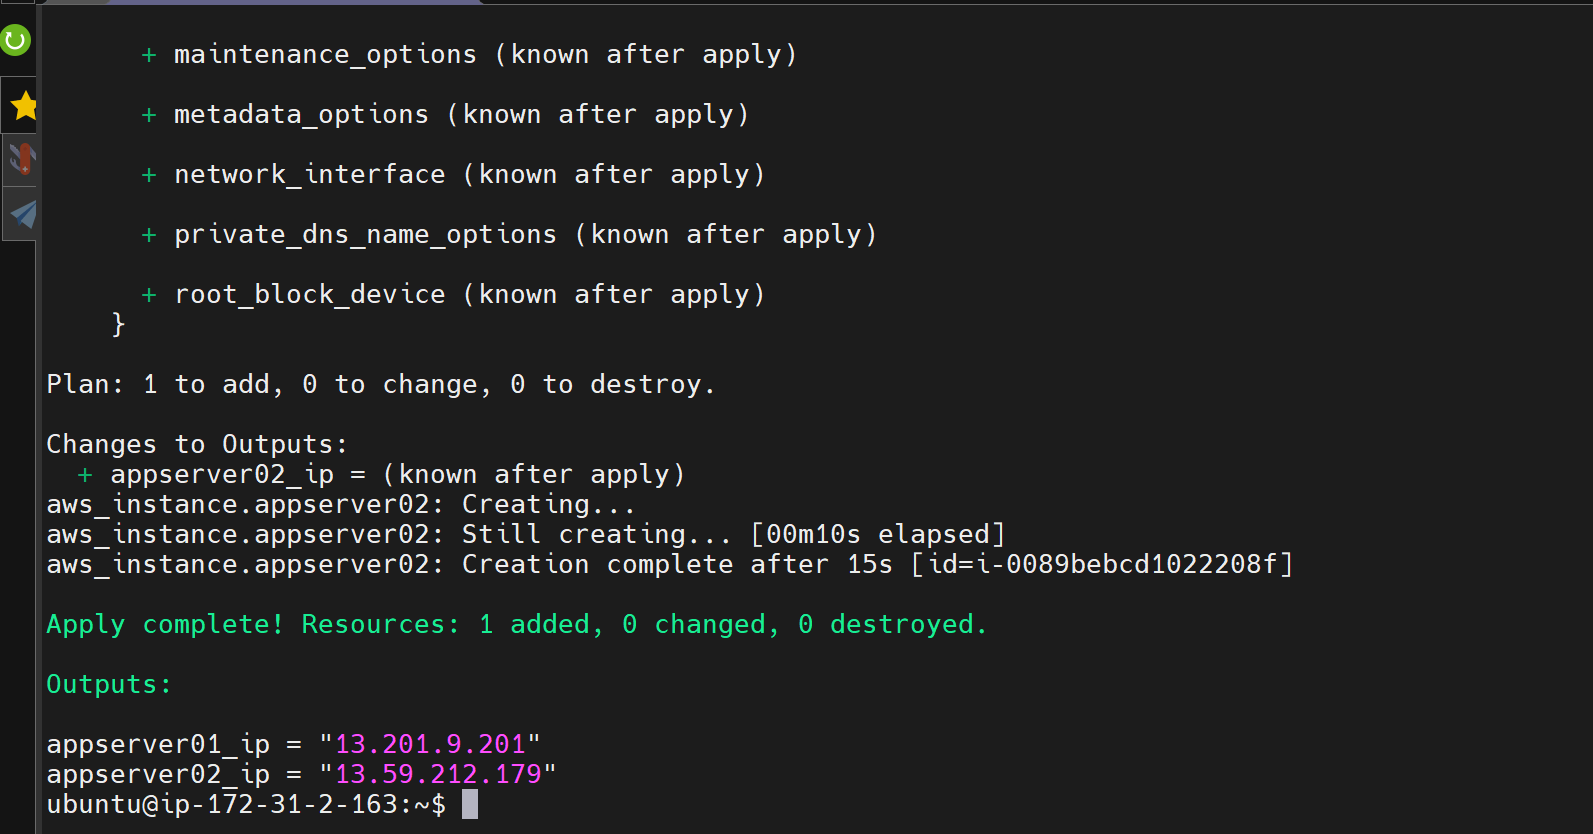 + maintenance_options (known after apply)
+ metadata_options (known after apply)
+ network_interface (known after apply)
+ private_dns_name_options (known after apply)
+ root_block_device (known after apply)
}
Plan: 1 to add, 0 to change, 0 to destroy.
Changes to Outputs:
+ appserver02_ip = (known after apply)
aws_instance.appserver02: Creating...
aws_instance.appserver02: Still creating... [00m10s elapsed]
aws_instance.appserver02: Creation complete after 15s [id=i-0089bebcd1022208f]
Apply complete! Resources: 1 added, 0 changed, 0 destroyed.
Outputs:
appserver01_ip = "13.201.9.201"
appserver02_ip = "13.59.212.179"
ubuntu@ip-172-31-2-163:~$